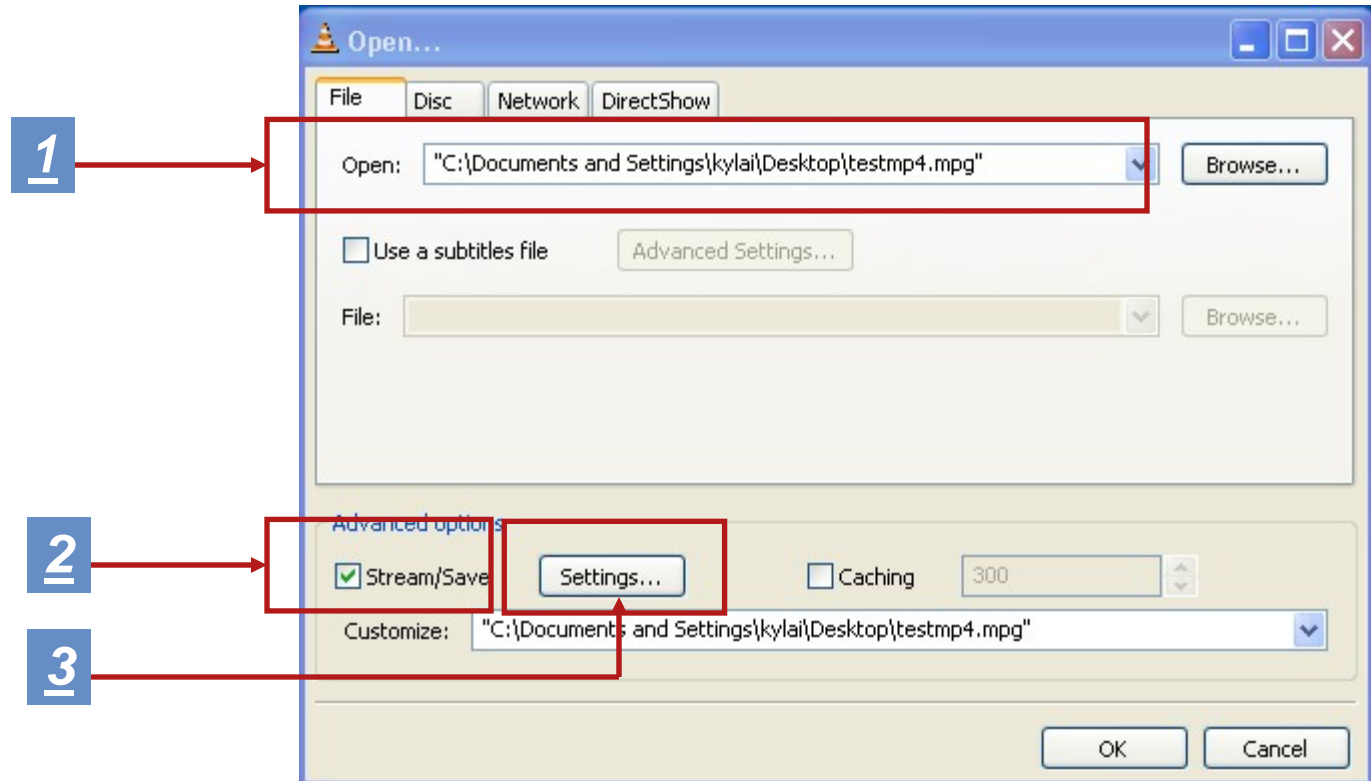 Open...
File Disc Network DirectShow
1
Open: "C:\Documents and Settings\kylai\Desktop\testmp4.mpg" Browse...
Use a subtitles file Advanced Settings...
File: Browse...
Advanced options
2
Stream/Save Settings... Caching 300
Customize: "C:\Documents and Settings\kylai\Desktop\testmp4.mpg"
3
OK Cancel